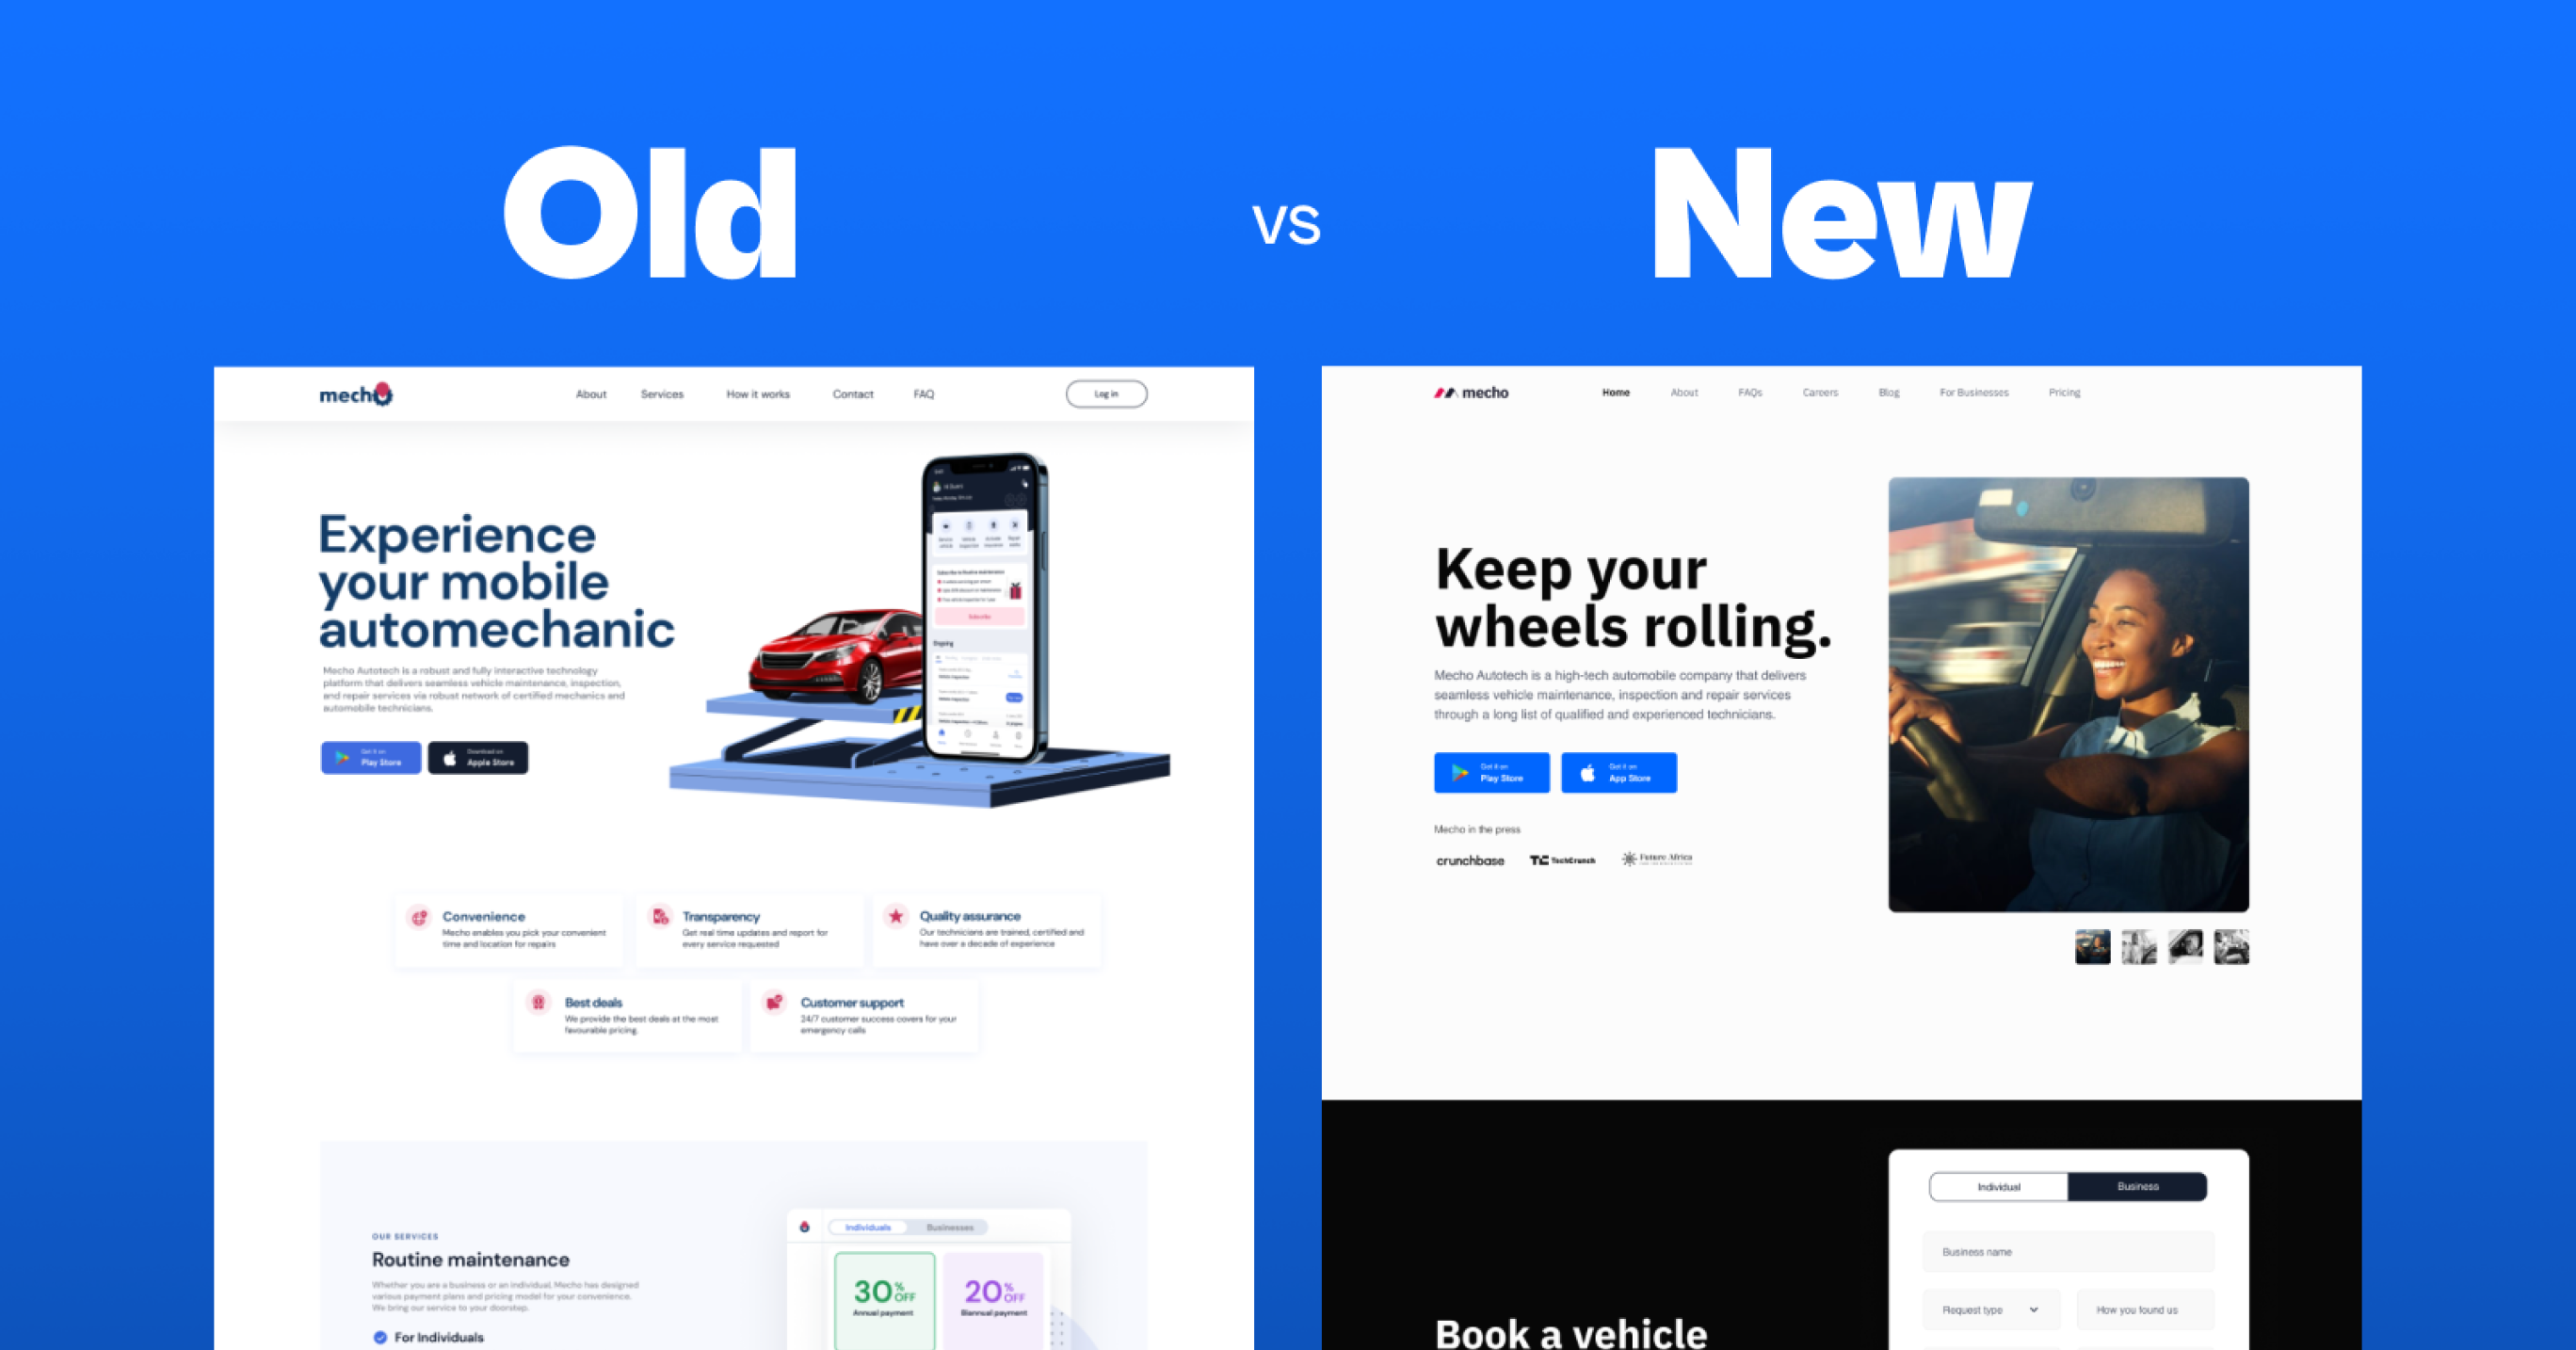 Old
vs
New
mecho
About
Services
How it works
Contact
FAQ
Log in
Experience
your mobile
automechanic
Mecho Autotech is a robust and fully interactive technology
platform that delivers seamless vehicle maintenance, inspection,
and repair services via robust network of certified mechanics and
automobile technicians.
Get it on
Play Store
Download on
Apple Store
Subscribe
Ongoing
Convenience
Mecho enables you pick your convenient
time and location for repairs
Transparency
Get real time updates and report for
every service requested
Quality assurance
Our technicians are trained, certified and
have over a decade of experience
Best deals
We provide the best deals at the most
favourable pricing.
Customer support
24/7 customer success covers for your
emergency calls
OUR SERVICES
Routine maintenance
Whether you are a business or an individual, Mecho has designed
various payment plans and pricing model for your convenience.
We bring our service to your doorstep.
For Individuals
Individuals
Businesses
30% OFF
Annual payment
20% OFF
Biannual payment
mecho
Home
About
FAQs
Careers
Blog
For Businesses
Pricing
Keep your
wheels rolling.
Mecho Autotech is a high-tech automobile company that delivers
seamless vehicle maintenance, inspection and repair services
through a long list of qualified and experienced technicians.
Get it on
Play Store
Get it on
App Store
Mecho in the press
crunchbase
TC TechCrunch
Future Africa
Individual
Business
Business name
Request type
How you found us
Book a vehicle